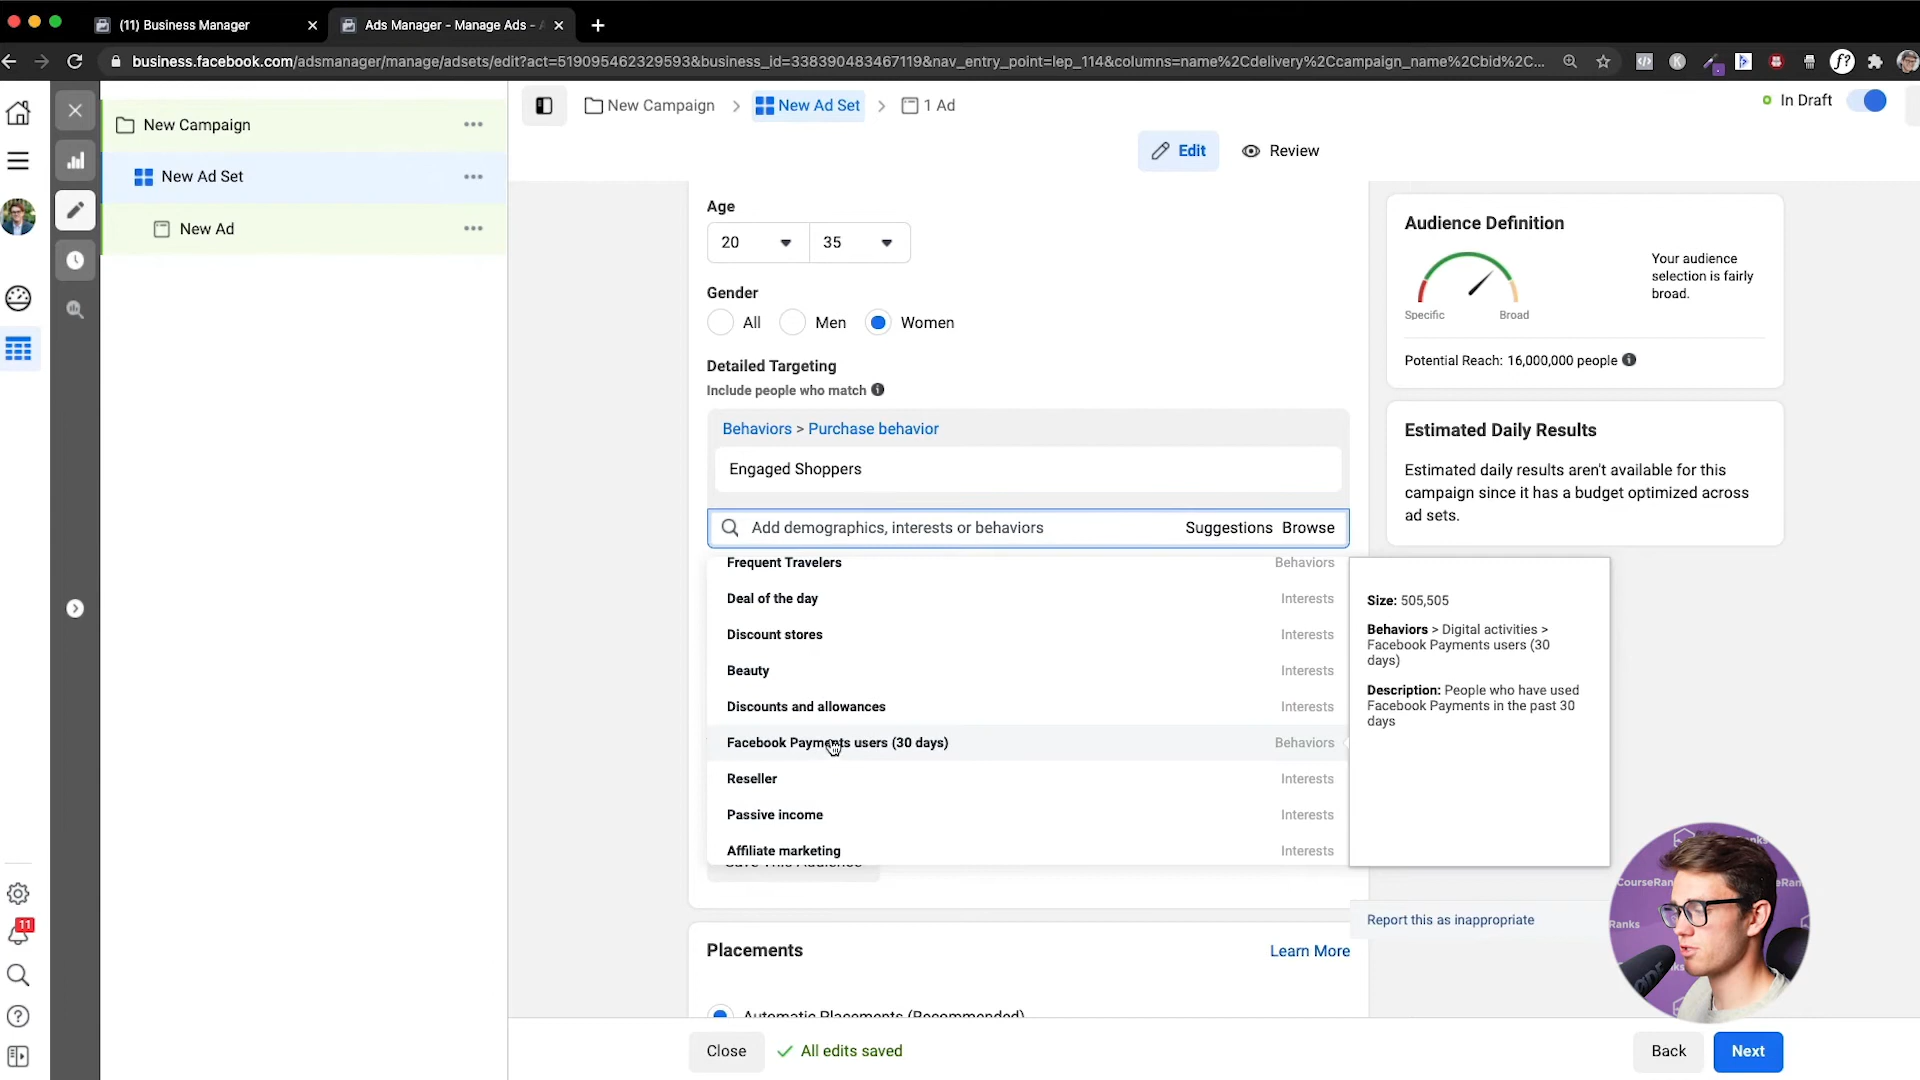 (11) Business Manager
Ads Manager - Manage Ads -
business.facebook.com/adsmanager/manage/adsets/edit?act=519095462329593&business_id=338390483467119&nav_entry_point=lep_114&columns=name%2Cdelivery%2Ccampaign_name%2Cbid%2C...
New Campaign
New Ad Set
New Ad
11
New Campaign > New Ad Set > 1 Ad
In Draft
Edit
Review
Age
20
35
Gender
All
Men
Women
Detailed Targeting
Include people who match
Behaviors > Purchase behavior
Engaged Shoppers
Add demographics, interests or behaviors
Suggestions
Browse
Frequent Travelers
Behaviors
Deal of the day
Interests
Discount stores
Interests
Beauty
Interests
Discounts and allowances
Interests
Facebook Payments users (30 days)
Behaviors
Reseller
Interests
Passive income
Interests
Affiliate marketing
Interests
Save This Audience
Placements
Learn More
Automatic Placements (Recommended)
Close
All edits saved
Back
Next
Audience Definition
Your audience
selection is fairly
broad.
Specific
Broad
Potential Reach: 16,000,000 people
Estimated Daily Results
Estimated daily results aren't available for this
campaign since it has a budget optimized across
ad sets.
Size: 505,505
Behaviors > Digital activities >
Facebook Payments users (30
days)
Description: People who have used
Facebook Payments in the past 30
days
Report this as inappropriate
CourseRan
Ranks